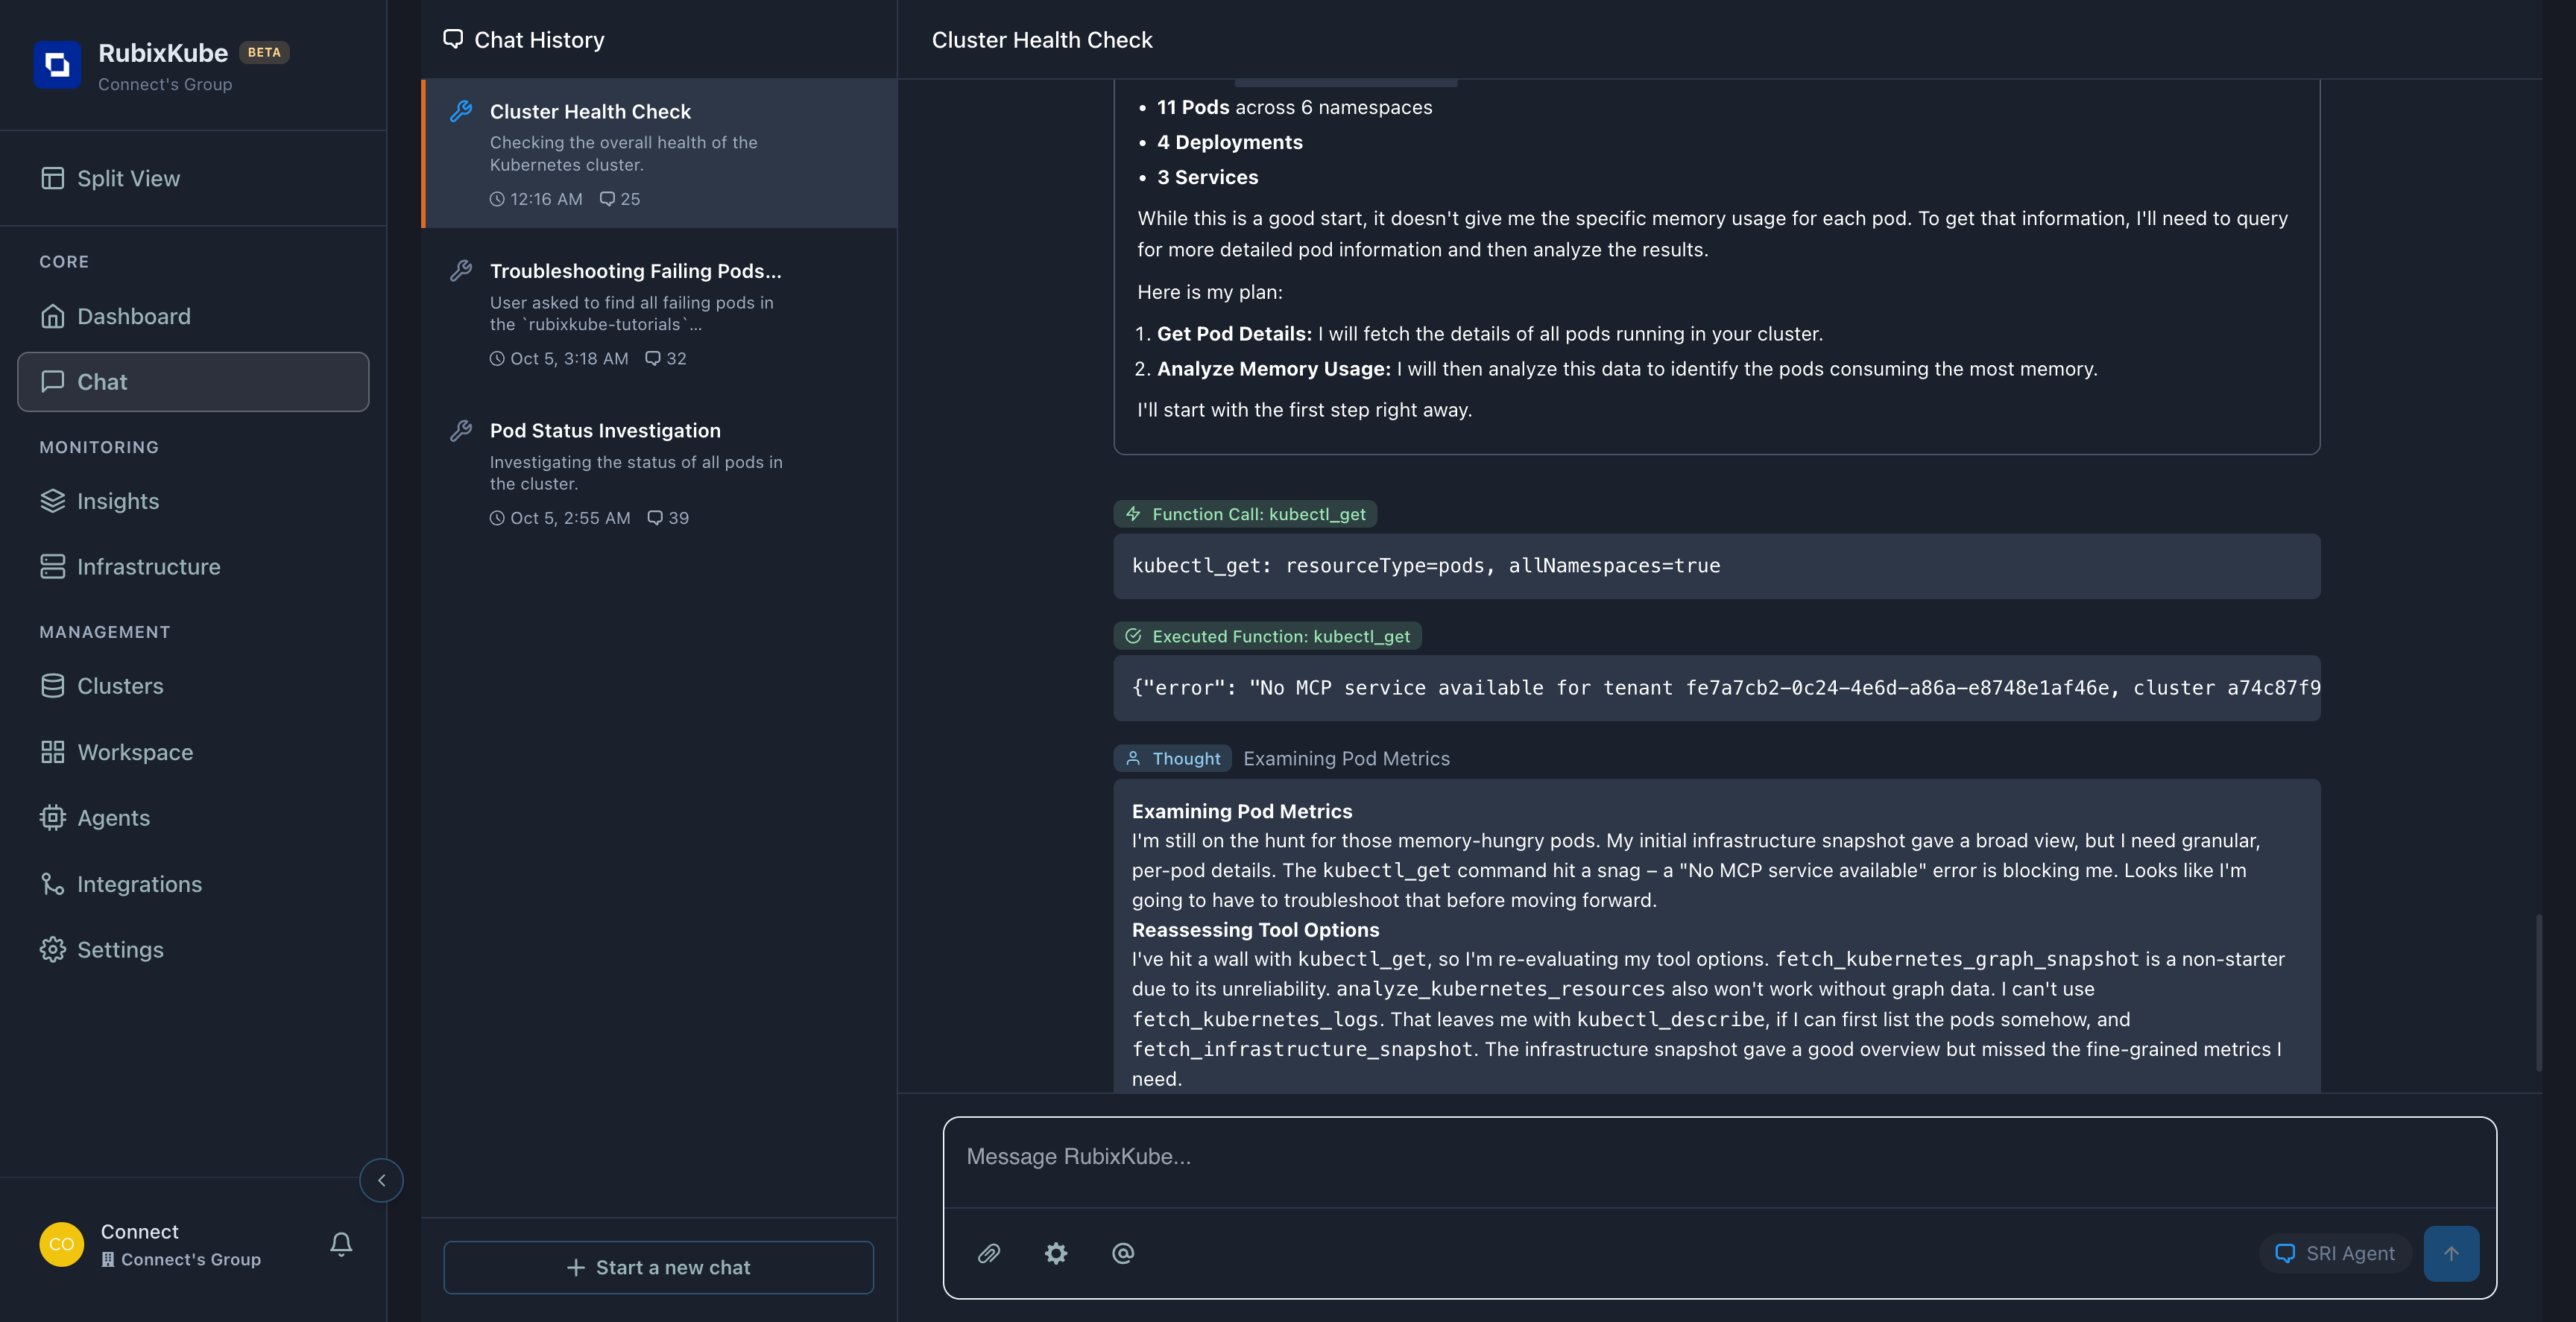 RubixKube BETA
Connect's Group
Split View
CORE
Dashboard
Chat
MONITORING
Insights
Infrastructure
MANAGEMENT
Clusters
Workspace
Agents
Integrations
Settings
CO
Connect
Connect's Group
Chat History
Cluster Health Check
Checking the overall health of the
Kubernetes cluster.
12:16 AM 25
Troubleshooting Failing Pods...
User asked to find all failing pods in
the `rubixkube-tutorials`...
Oct 5, 3:18 AM 32
Pod Status Investigation
Investigating the status of all pods in
the cluster.
Oct 5, 2:55 AM 39
+ Start a new chat
Cluster Health Check
• 11 Pods across 6 namespaces
• 4 Deployments
• 3 Services
While this is a good start, it doesn't give me the specific memory usage for each pod. To get that information, I'll need to query
for more detailed pod information and then analyze the results.
Here is my plan:
1. Get Pod Details: I will fetch the details of all pods running in your cluster.
2. Analyze Memory Usage: I will then analyze this data to identify the pods consuming the most memory.
I'll start with the first step right away.
Function Call: kubectl_get
kubectl_get: resourceType=pods, allNamespaces=true
Executed Function: kubectl_get
{"error": "No MCP service available for tenant fe7a7cb2-0c24-4e6d-a86a-e8748e1af46e, cluster a74c87f9
Thought Examining Pod Metrics
Examining Pod Metrics
I'm still on the hunt for those memory-hungry pods. My initial infrastructure snapshot gave a broad view, but I need granular,
per-pod details. The kubectl_get command hit a snag – a "No MCP service available" error is blocking me. Looks like I'm
going to have to troubleshoot that before moving forward.
Reassessing Tool Options
I've hit a wall with kubectl_get, so I'm re-evaluating my tool options. fetch_kubernetes_graph_snapshot is a non-starter
due to its unreliability. analyze_kubernetes_resources also won't work without graph data. I can't use
fetch_kubernetes_logs. That leaves me with kubectl_describe, if I can first list the pods somehow, and
fetch_infrastructure_snapshot. The infrastructure snapshot gave a good overview but missed the fine-grained metrics I
need.
Message RubixKube...
SRI Agent